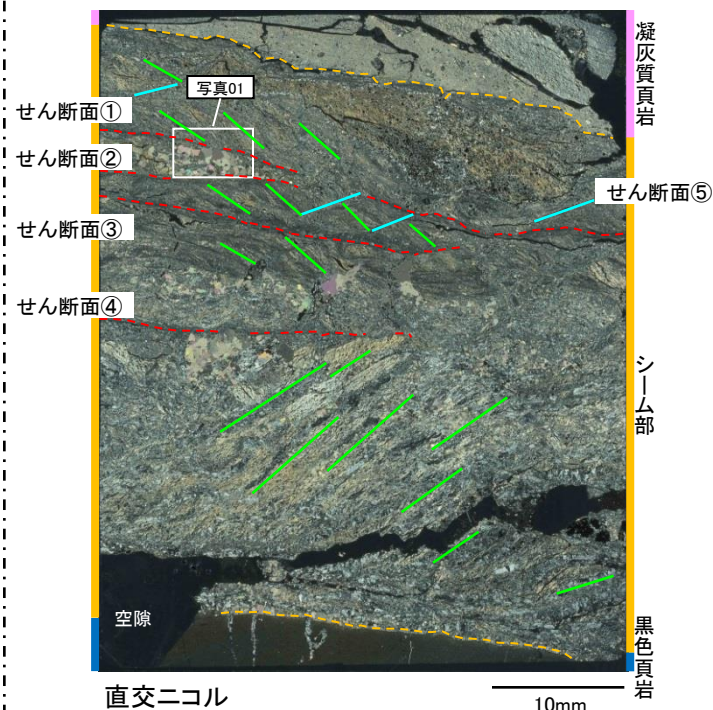 凝灰質頁岩
写真01
せん断面①
せん断面②
せん断面⑤
せん断面③
せん断面④
シーム部
空隙
黒色頁岩
直交ニコル
10mm